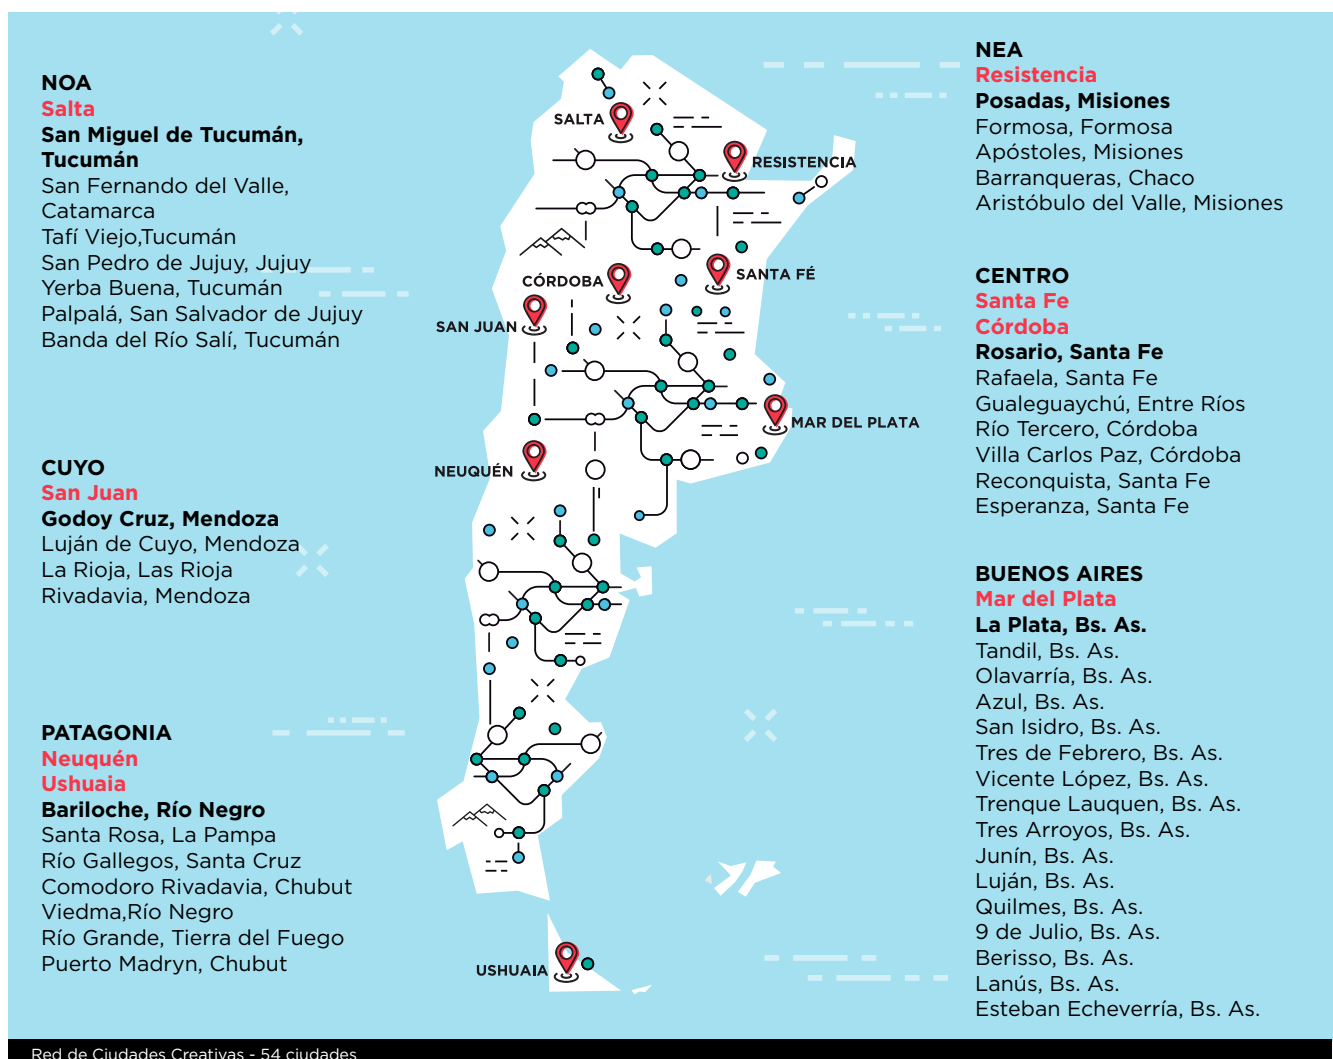 NOA
Salta
San Miguel de Tucumán,
Tucumán
San Fernando del Valle,
Catamarca
Tafí Viejo,Tucumán
San Pedro de Jujuy, Jujuy
Yerba Buena, Tucumán
Palpalá, San Salvador de Jujuy
Banda del Río Salí, Tucumán
CUYO
San Juan
Godoy Cruz, Mendoza
Luján de Cuyo, Mendoza
La Rioja, Las Rioja
Rivadavia, Mendoza
PATAGONIA
Neuquén
Ushuaia
Bariloche, Río Negro
Santa Rosa, La Pampa
Río Gallegos, Santa Cruz
Comodoro Rivadavia, Chubut
Viedma,Río Negro
Río Grande, Tierra del Fuego
Puerto Madryn, Chubut
SALTA
RESISTENCIA
CÓRDOBA
SANTA FÉ
SAN JUAN
MAR DEL PLATA
NEUQUÉN
USHUAIA
NEA
Resistencia
Posadas, Misiones
Formosa, Formosa
Apóstoles, Misiones
Barranqueras, Chaco
Aristóbulo del Valle, Misiones
CENTRO
Santa Fe
Córdoba
Rosario, Santa Fe
Rafaela, Santa Fe
Gualeguaychú, Entre Ríos
Río Tercero, Córdoba
Villa Carlos Paz, Córdoba
Reconquista, Santa Fe
Esperanza, Santa Fe
BUENOS AIRES
Mar del Plata
La Plata, Bs. As.
Tandil, Bs. As.
Olavarría, Bs. As.
Azul, Bs. As.
San Isidro, Bs. As.
Tres de Febrero, Bs. As.
Vicente López, Bs. As.
Trenque Lauquen, Bs. As.
Tres Arroyos, Bs. As.
Junín, Bs. As.
Luján, Bs. As.
Quilmes, Bs. As.
9 de Julio, Bs. As.
Berisso, Bs. As.
Lanús, Bs. As.
Esteban Echeverría, Bs. As.
Red de Ciudades Creativas - 54 ciudades